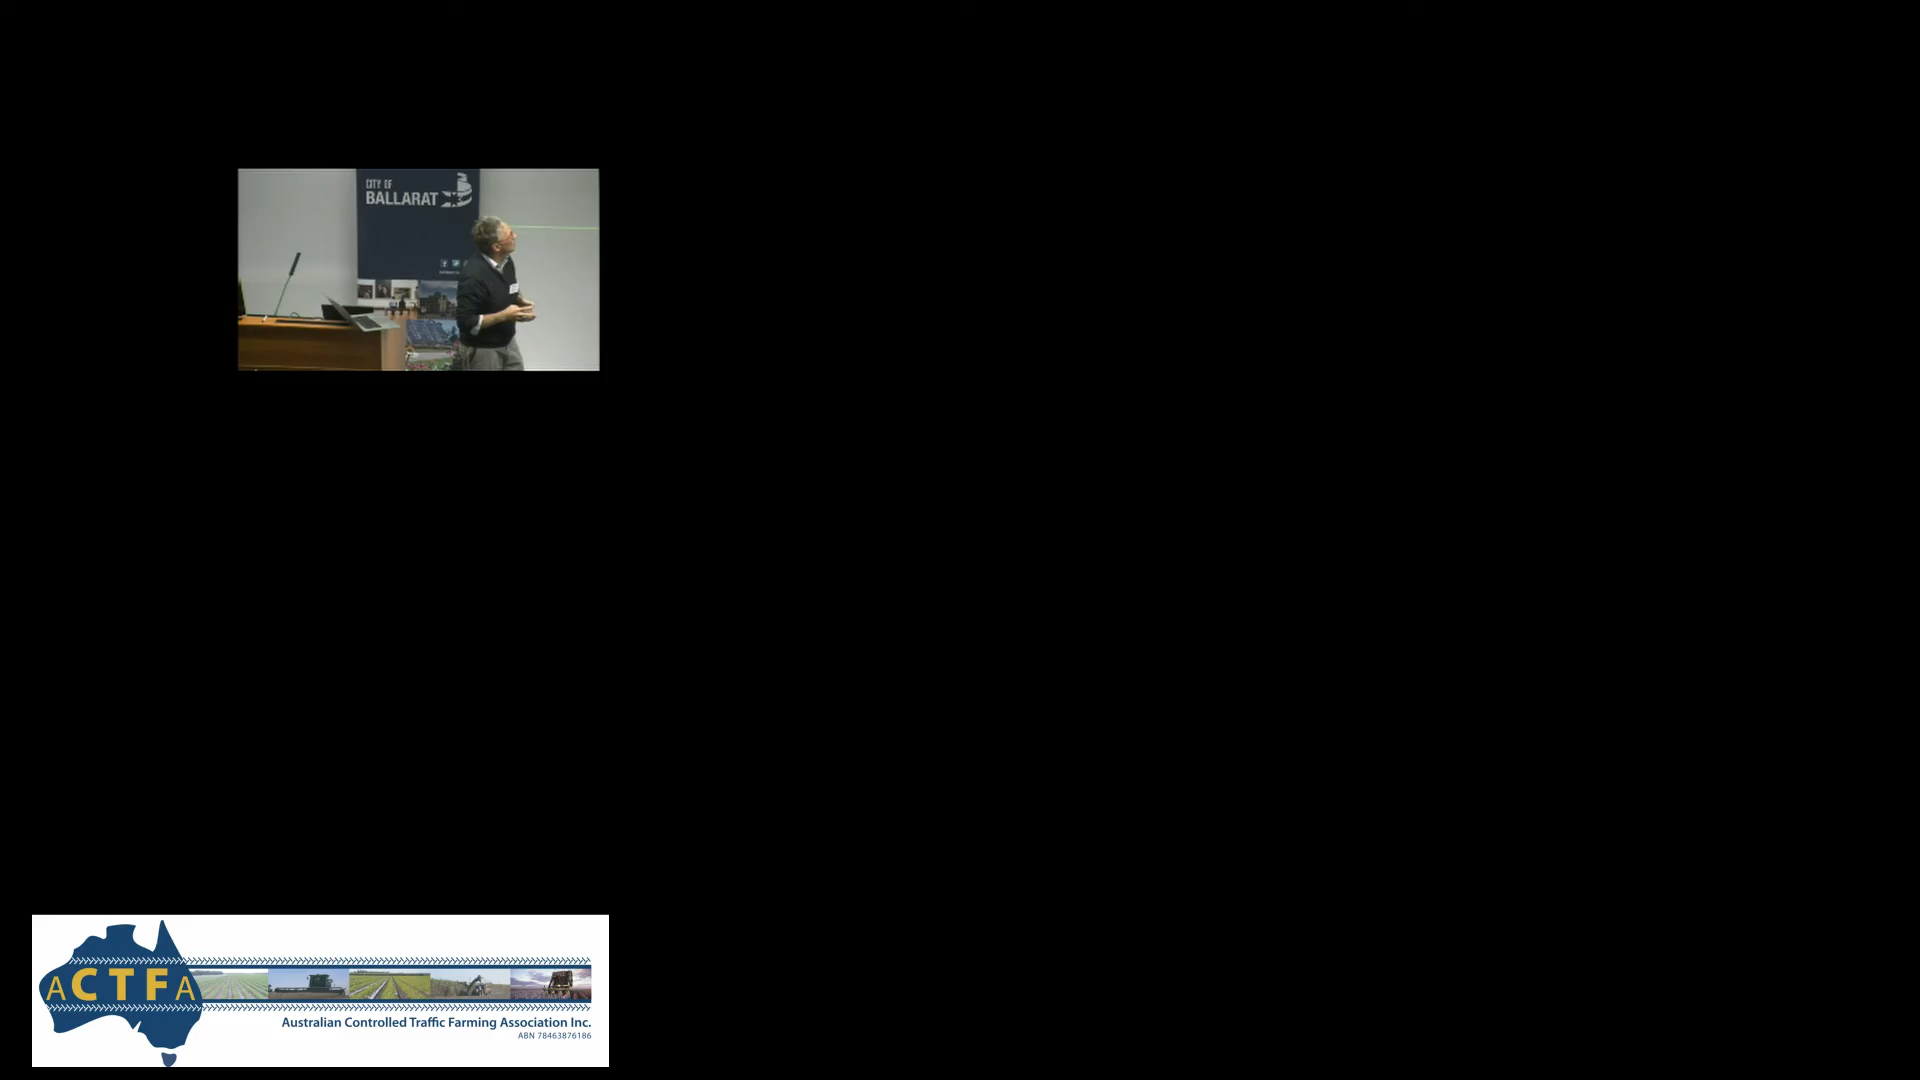 CITY OF
BALLARAT
ACTFA
Australian Controlled Traffic Farming Association Inc.
ABN 78463876186